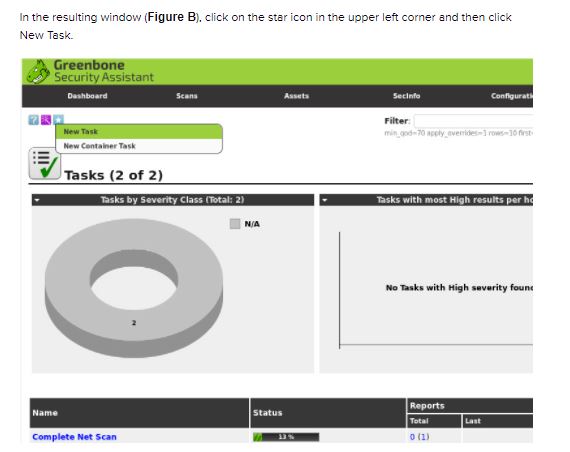 In the resulting window (Figure B), click on the star icon in the upper left corner and then click
New Task.
Greenbone
Security Assistant
Dashboard Scans Assets SecInfo Configurati
Filter:
min_qod=70 apply_overrides=1 rows=10 first=
New Task
New Container Task
Tasks (2 of 2)
Tasks by Severity Class (Total: 2)
Tasks with most High results per ho
N/A
No Tasks with High severity found
2
Name Status Reports
Total Last
Complete Net Scan 13 % 0 (1)